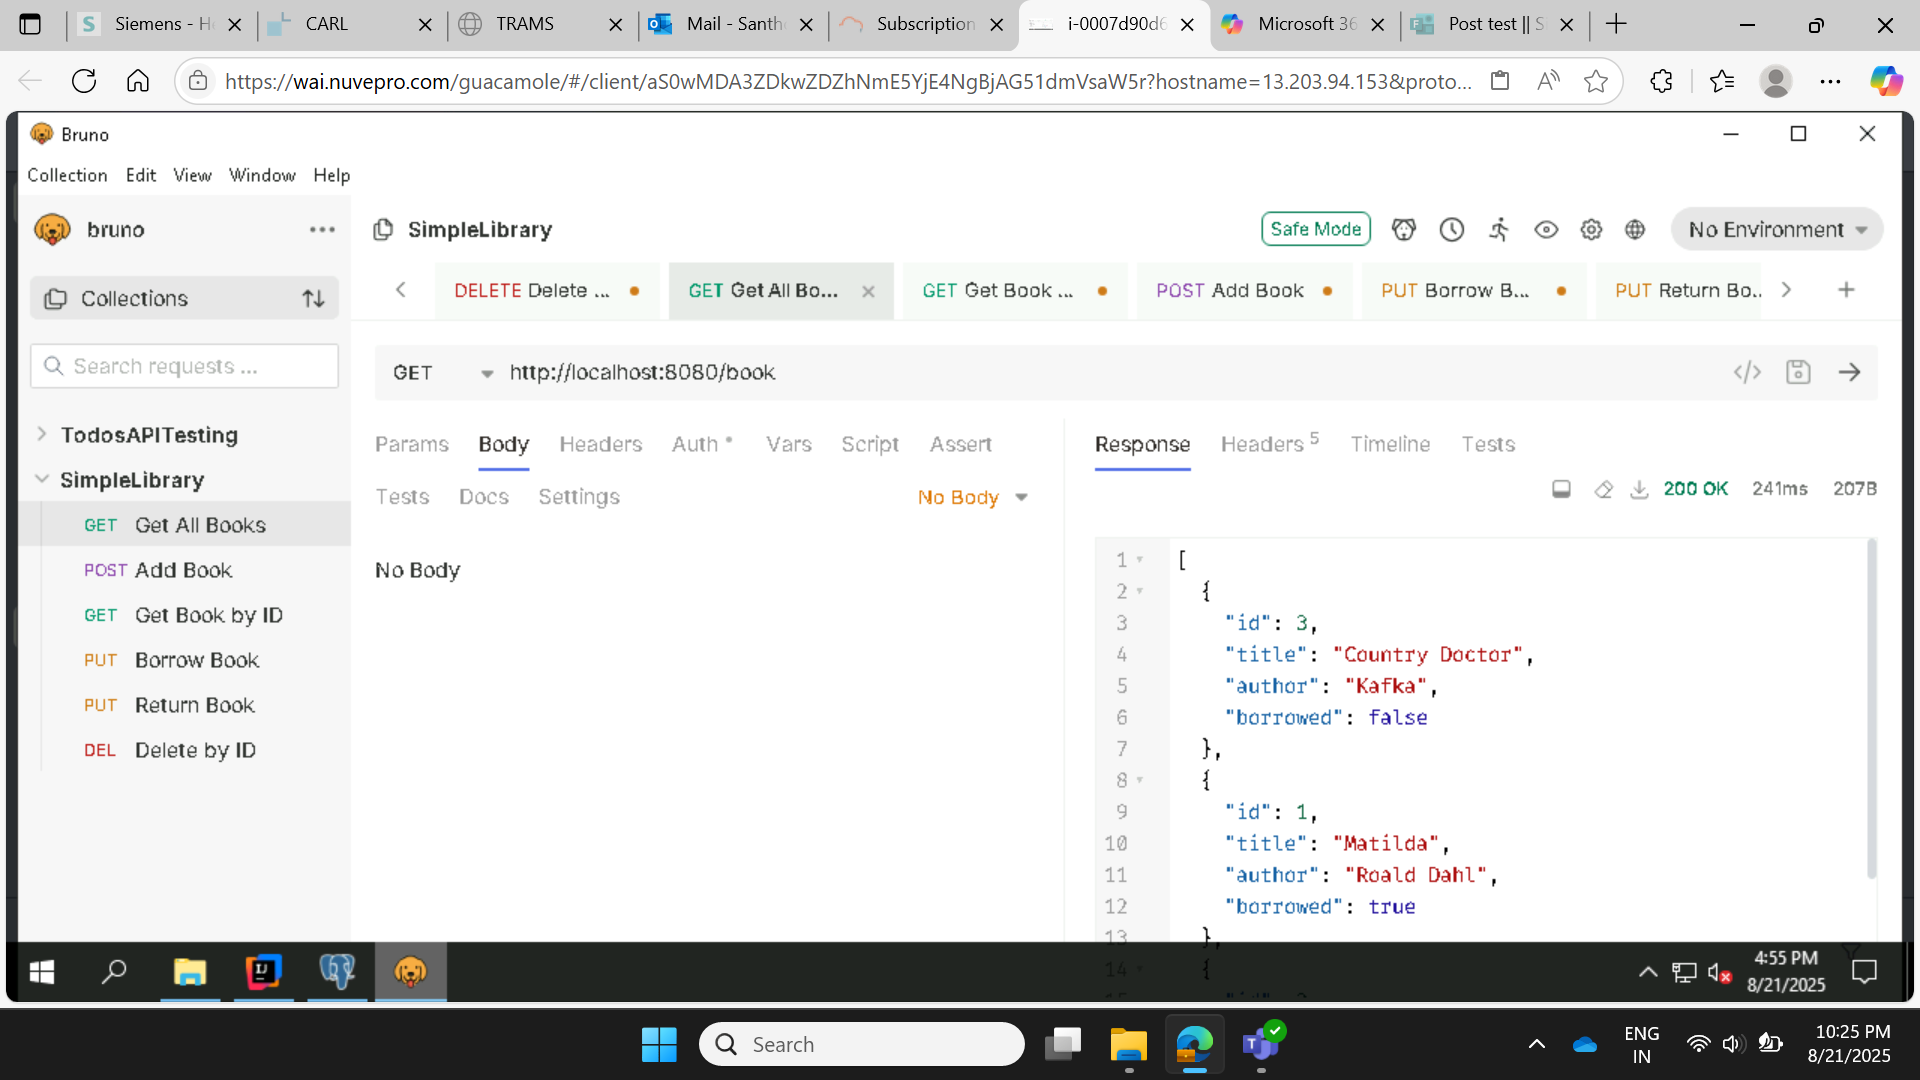 Siemens - H
CARL
TRAMS
Mail - Santh
Subscription
i-0007d90d6
Microsoft 36
Post test || S
https://wai.nuvepro.com/guacamole/#/client/aS0wMDA3ZDkwZDZhNmE5YjE4NgBjAG51dmVsaW5r?hostname=13.203.94.153&proto...
Bruno
Collection Edit View Window Help
bruno
SimpleLibrary
Safe Mode
No Environment
Collections
DELETE Delete ...
GET Get All Bo...
GET Get Book ...
POST Add Book
PUT Borrow B...
PUT Return Bo..
Search requests ...
GET http://localhost:8080/book
TodosAPITesting
SimpleLibrary
GET Get All Books
POST Add Book
GET Get Book by ID
PUT Borrow Book
PUT Return Book
DEL Delete by ID
Params Body Headers Auth * Vars Script Assert
Tests Docs Settings
No Body
No Body
Response Headers 5 Timeline Tests
200 OK 241ms 207B
1 [
2 {
3 "id": 3,
4 "title": "Country Doctor",
5 "author": "Kafka",
6 "borrowed": false
7 },
8 {
9 "id": 1,
10 "title": "Matilda",
11 "author": "Roald Dahl",
12 "borrowed": true
13 },
14 {
4:55 PM
8/21/2025
Search
ENG
IN
10:25 PM
8/21/2025